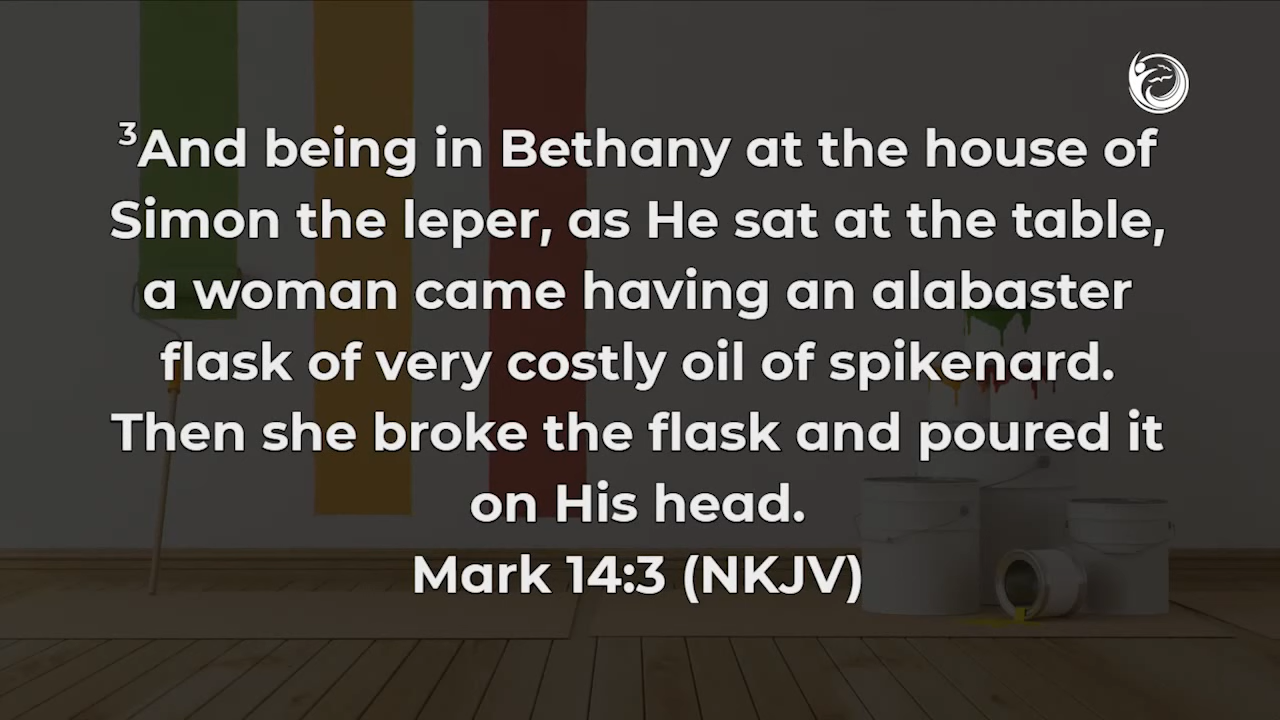 ³And being in Bethany at the house of
Simon the leper, as He sat at the table,
a woman came having an alabaster
flask of very costly oil of spikenard.
Then she broke the flask and poured it
on His head.
Mark 14:3 (NKJV)